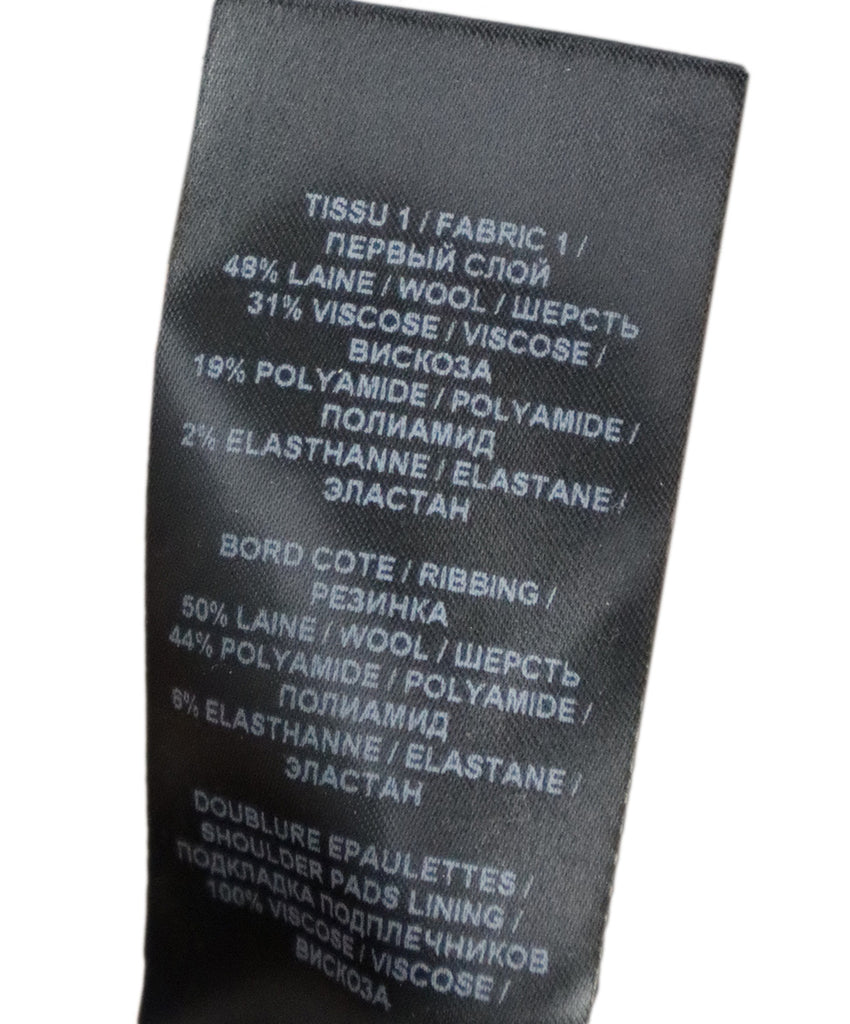 TISSU 1 / FABRIC 1 /
ПЕРВЫЙ СЛОЙ
48% LAINE / WOOL / ШЕРСТЬ
31% VISCOSE / VISCOSE /
ВИСКОЗА
19% POLYAMIDE / POLYAMIDE /
ПОЛИАМИД
2% ELASTHANNE / ELASTANE /
ЭЛАСТАН
BORD COTE / RIBBING /
РЕЗИНКА
50% LAINE / WOOL / ШЕРСТЬ
44% POLYAMIDE / POLYAMIDE /
ПОЛИАМИД
6% ELASTHANNE / ELASTANE /
ЭЛАСТАН
DOUBLURE EPAULETTES /
SHOULDER PADS LINING /
ПОДКЛАДКА ПОДПЛЕЧНИКОВ
100% VISCOSE / VISCOSE /
ВИСКОЗА